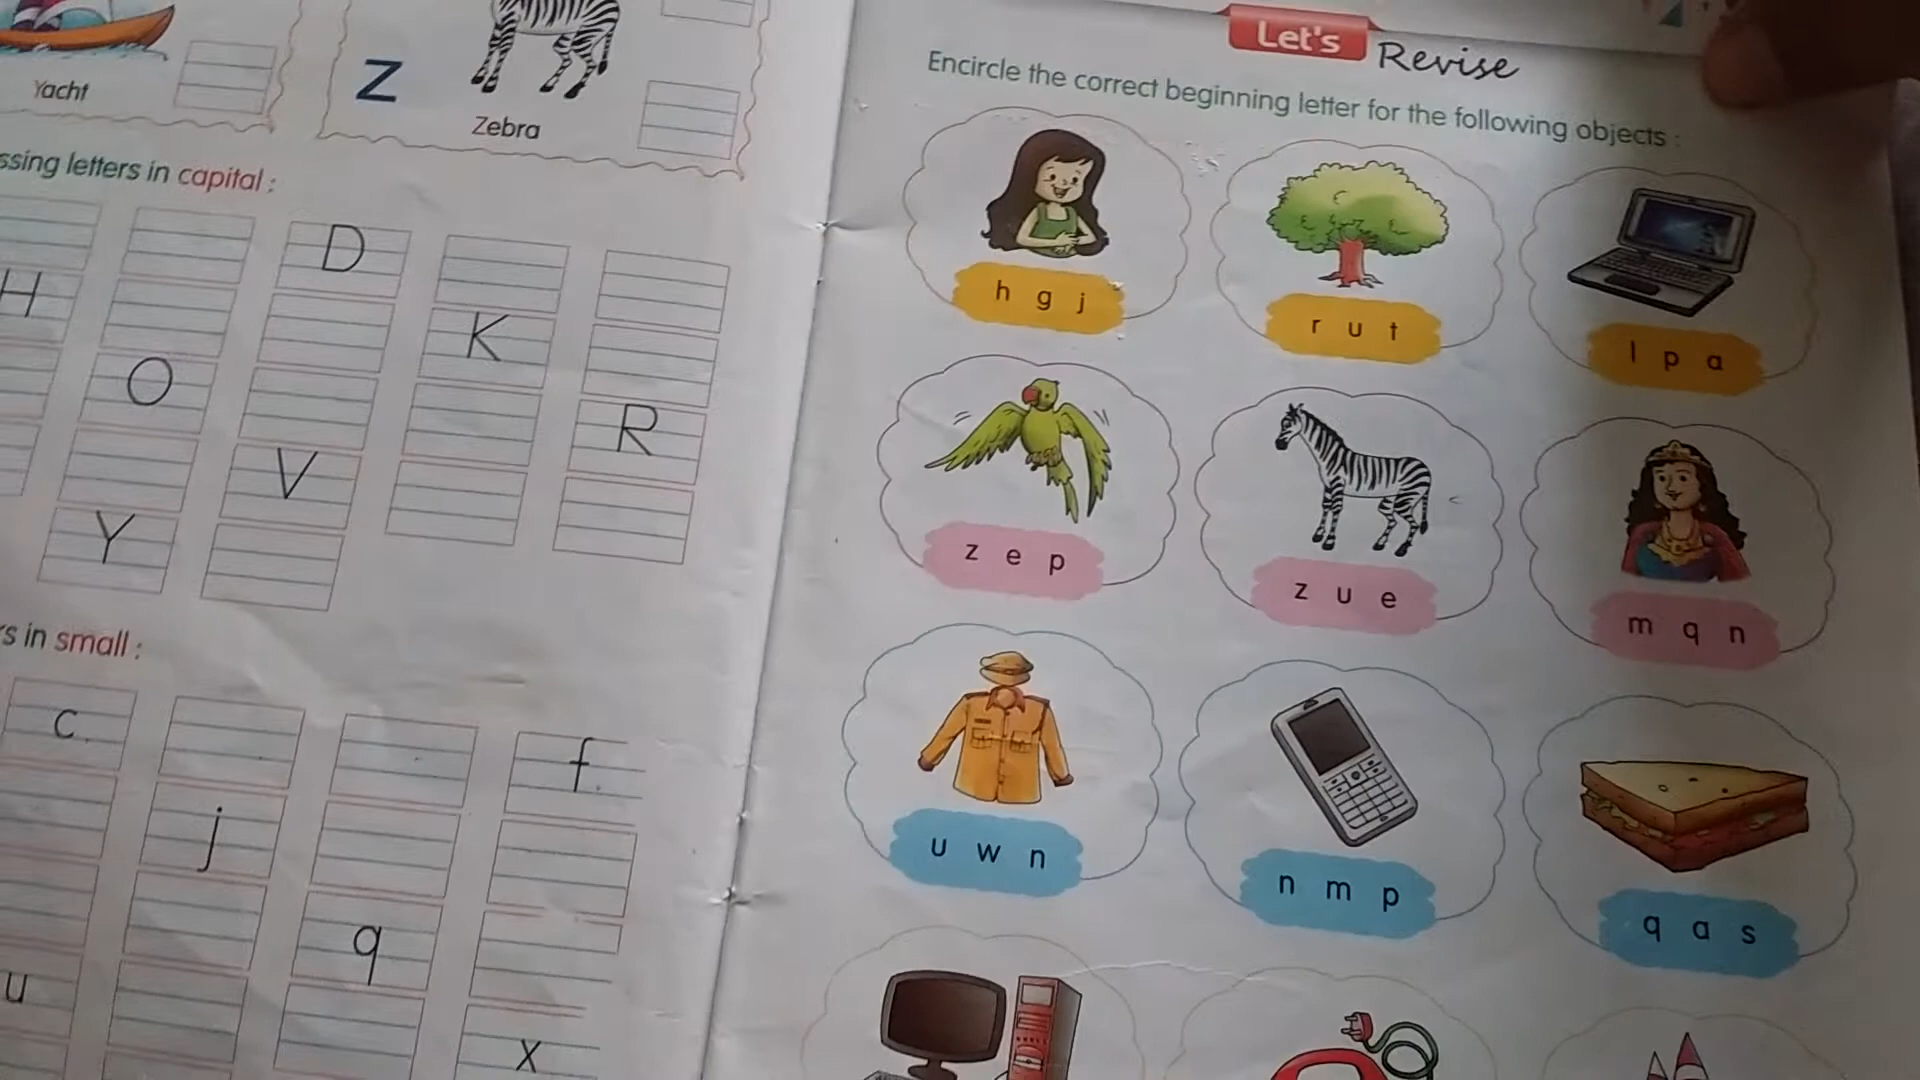 Yacht
Z
Zebra
ssing letters in capital :
D
H
K
O
R
V
Y
s in small :
c
f
j
q
u
x
Let's Revise
Encircle the correct beginning letter for the following objects :
h g j
r u t
l p a
z e p
z u e
m q n
u w n
n m p
q a s